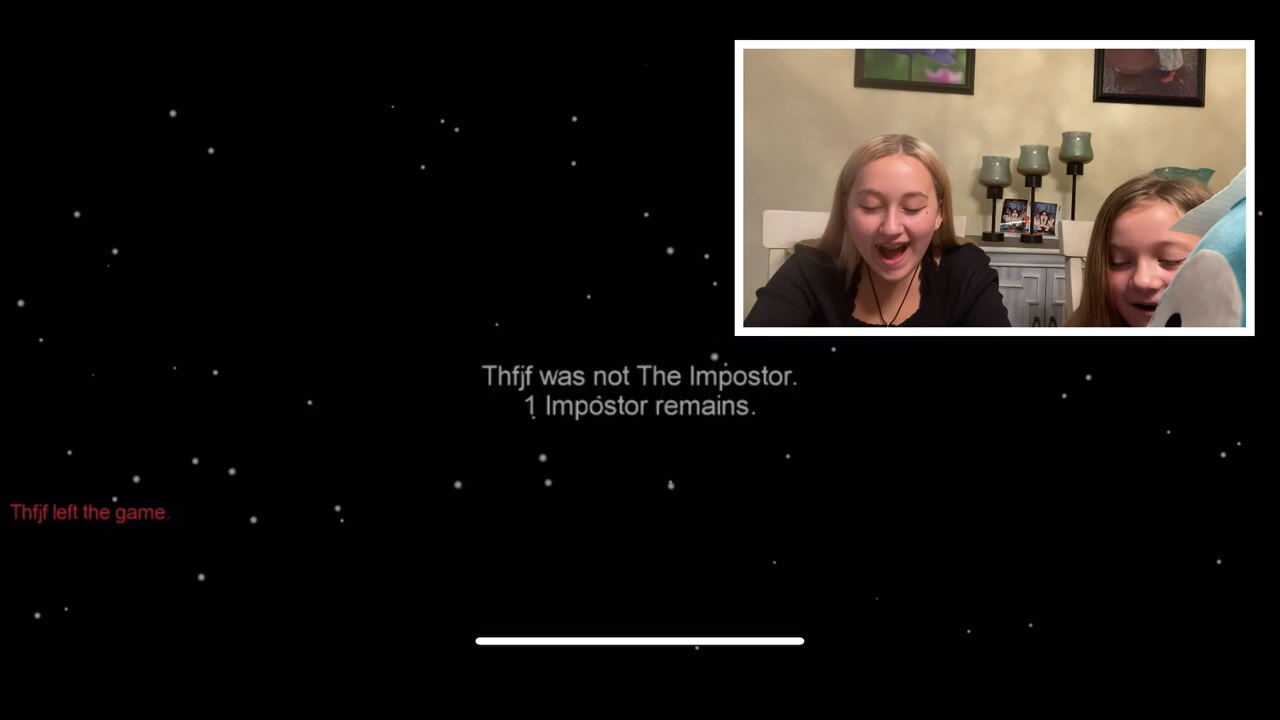 Thfjf was not The Impostor.
1 Impostor remains.
Thfjf left the game.